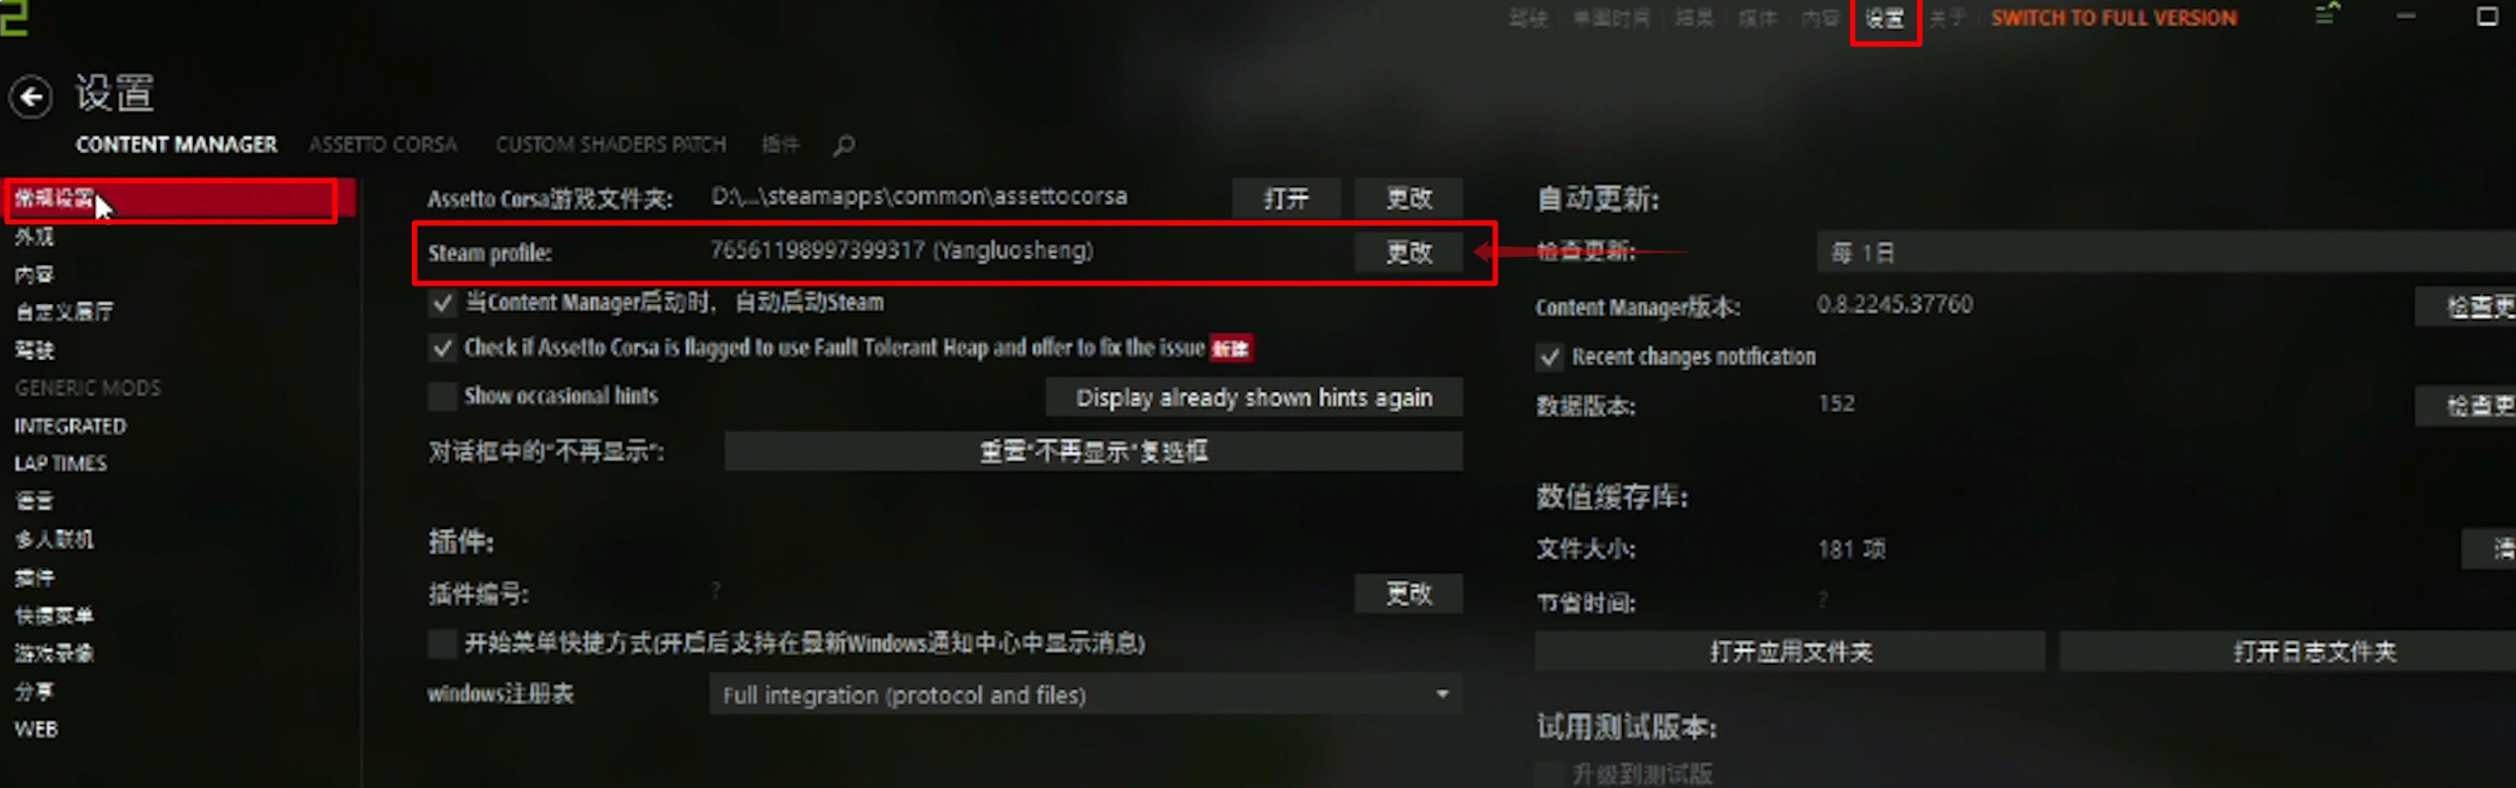 2
驾驶 单圈时间 结果 媒体 内容 设置 关于 SWITCH TO FULL VERSION
设置
CONTENT MANAGER ASSETTO CORSA CUSTOM SHADERS PATCH 插件
常规设置
外观
内容
自定义展厅
驾驶
GENERIC MODS
INTEGRATED
LAP TIMES
语言
多人联机
插件
快捷菜单
游戏录像
分享
WEB
Assetto Corsa游戏文件夹: D:\...\steamapps\common\assettocorsa 打开 更改
Steam profile: 76561198997399317 (Yangluosheng) 更改
当Content Manager启动时，自动启动Steam
Check if Assetto Corsa is flagged to use Fault Tolerant Heap and offer to fix the issue 新建
Show occasional hints Display already shown hints again
对话框中的"不再显示": 重置"不再显示"复选框
插件:
插件编号: ? 更改
开始菜单快捷方式(开启后支持在最新Windows通知中心中显示消息)
windows注册表 Full integration (protocol and files)
自动更新:
检查更新: 每 1日
Content Manager版本: 0.8.2245.37760 检查更
Recent changes notification
数据版本: 152 检查更
数值缓存库:
文件大小: 181 项 清
节省时间: ?
打开应用文件夹 打开日志文件夹
试用测试版本:
升级到测试版